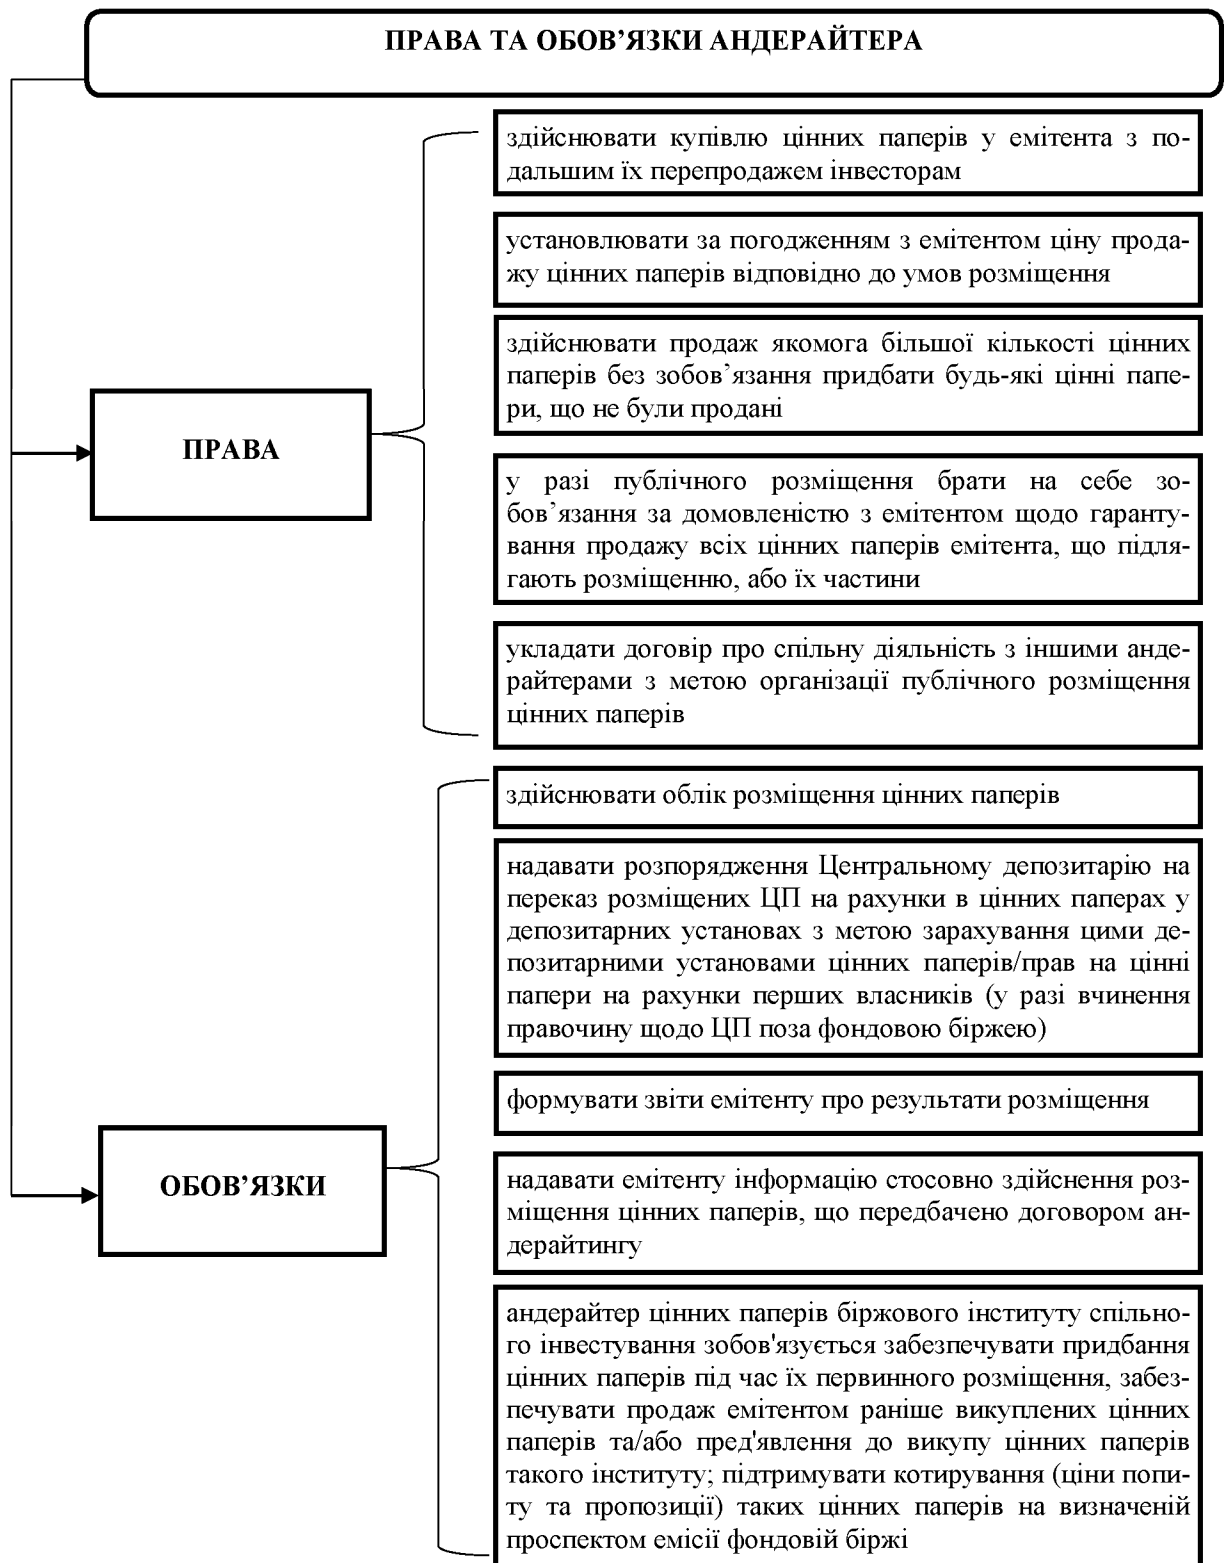 ПРАВА ТА ОБОВ’ЯЗКИ АНДЕРАЙТЕРА
здійснювати купівлю цінних паперів у емітента з по-
дальшим їх перепродажем інвесторам
установлювати за погодженням з емітентом ціну прода-
жу цінних паперів відповідно до умов розміщення
здійснювати продаж якомога більшої кількості цінних
паперів без зобов’язання придбати будь-які цінні папе-
ри, що не були продані
ПРАВА
у разі публічного розміщення брати на себе зо-
бов’язання за домовленістю з емітентом щодо гаранту-
вання продажу всіх цінних паперів емітента, що підля-
гають розміщенню, або їх частини
укладати договір про спільну діяльність з іншими анде-
райтерами з метою організації публічного розміщення
цінних паперів
здійснювати облік розміщення цінних паперів
надавати розпорядження Центральному депозитарію на
переказ розміщених ЦП на рахунки в цінних паперах у
депозитарних установах з метою зарахування цими де-
позитарними установами цінних паперів/прав на цінні
папери на рахунки перших власників (у разі вчинення
правочину щодо ЦП поза фондовою біржею)
формувати звіти емітенту про результати розміщення
ОБОВ’ЯЗКИ
надавати емітенту інформацію стосовно здійснення роз-
міщення цінних паперів, що передбачено договором ан-
дерайтингу
андерайтер цінних паперів біржового інституту спільно-
го інвестування зобов'язується забезпечувати придбання
цінних паперів під час їх первинного розміщення, забез-
печувати продаж емітентом раніше викуплених цінних
паперів та/або пред'явлення до викупу цінних паперів
такого інституту; підтримувати котирування (ціни попи-
ту та пропозиції) таких цінних паперів на визначеній
проспектом емісії фондовій біржі